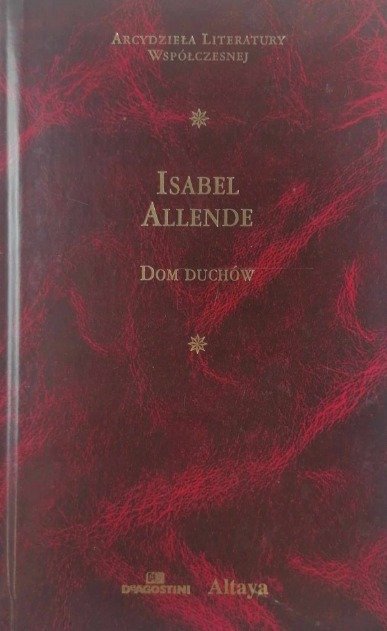 Arcydzieła Literatury
Współczesnej
Isabel
Allende
Dom duchów
DeAGOSTINI Altaya